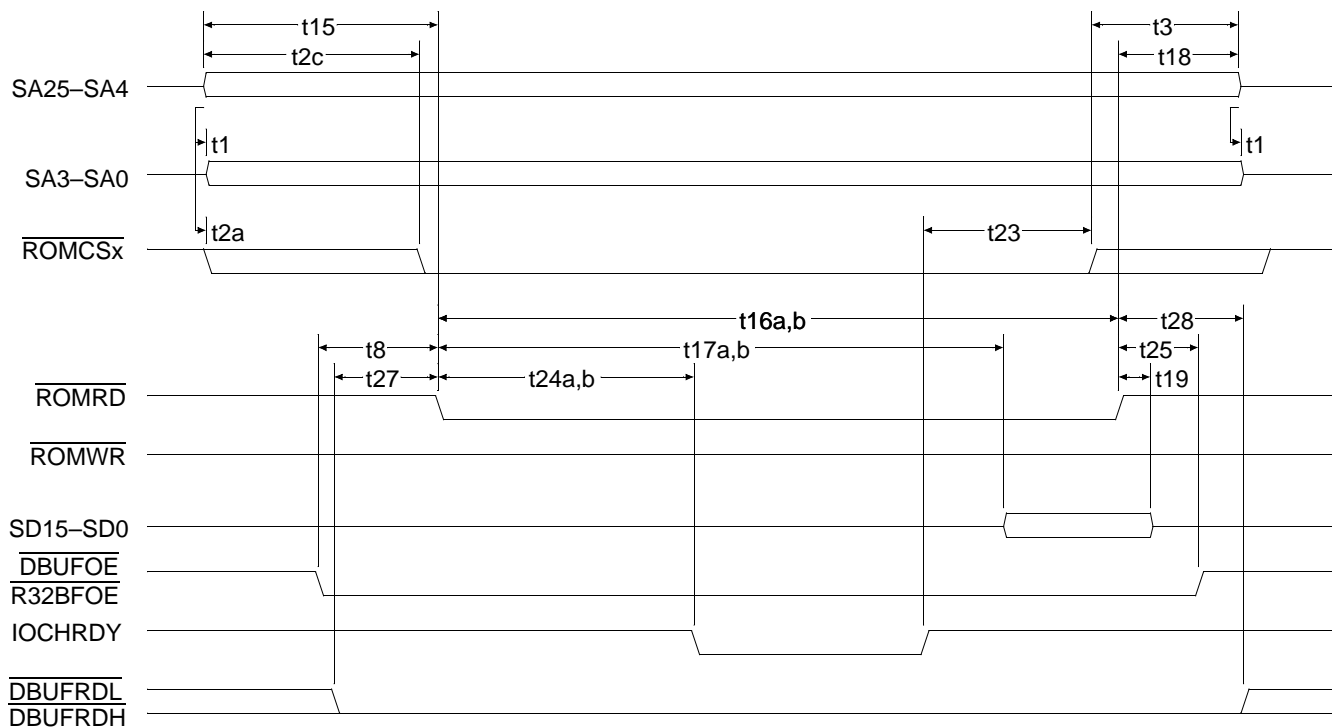 t15
t3
t2c
t18
SA25–SA4
t1
t1
SA3–SA0
t2a
t23
ROMCSx
t16a,b
t28
t8
t17a,b
t25
t27
t24a,b
t19
ROMRD
ROMWR
SD15–SD0
DBUFOE
R32BFOE
IOCHRDY
DBUFRDL
DBUFRDH